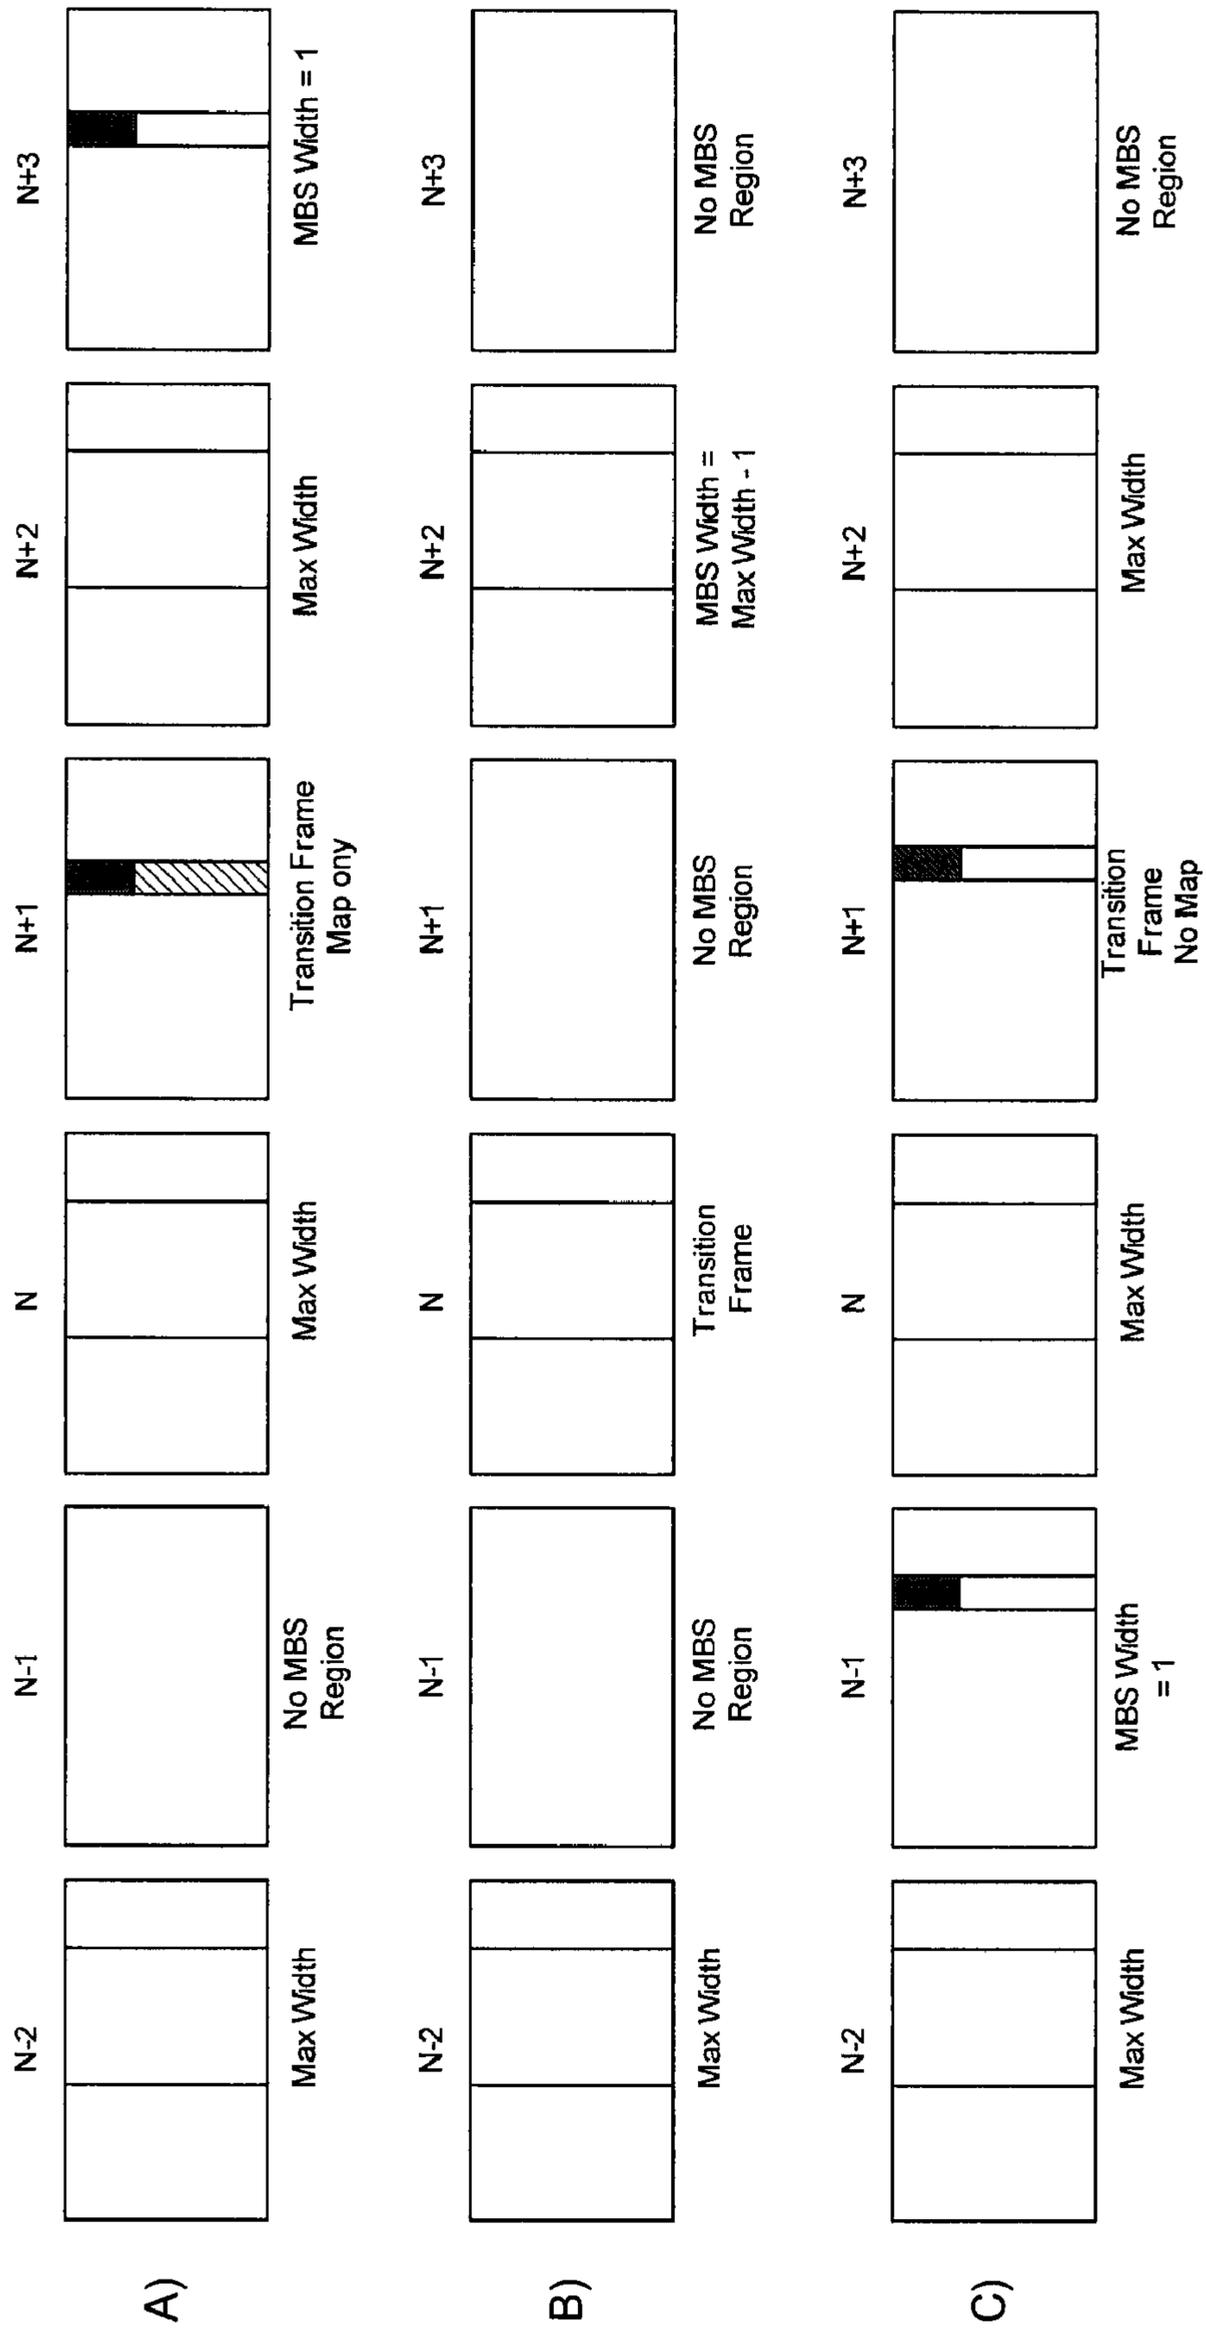 A)
N-2
N-1
N
N+1
N+2
N+3
Max Width
No MBS
Region
Max Width
Transition Frame
Map ony
Max Width
MBS Width = 1
B)
N-2
N-1
N
N+1
N+2
N+3
Max Width
No MBS
Region
Transition
Frame
No MBS
Region
MBS Width =
Max Width - 1
No MBS
Region
C)
N-2
N-1
N
N+1
N+2
N+3
Max Width
MBS Width
= 1
Max Width
Transition
Frame
No Map
Max Width
No MBS
Region